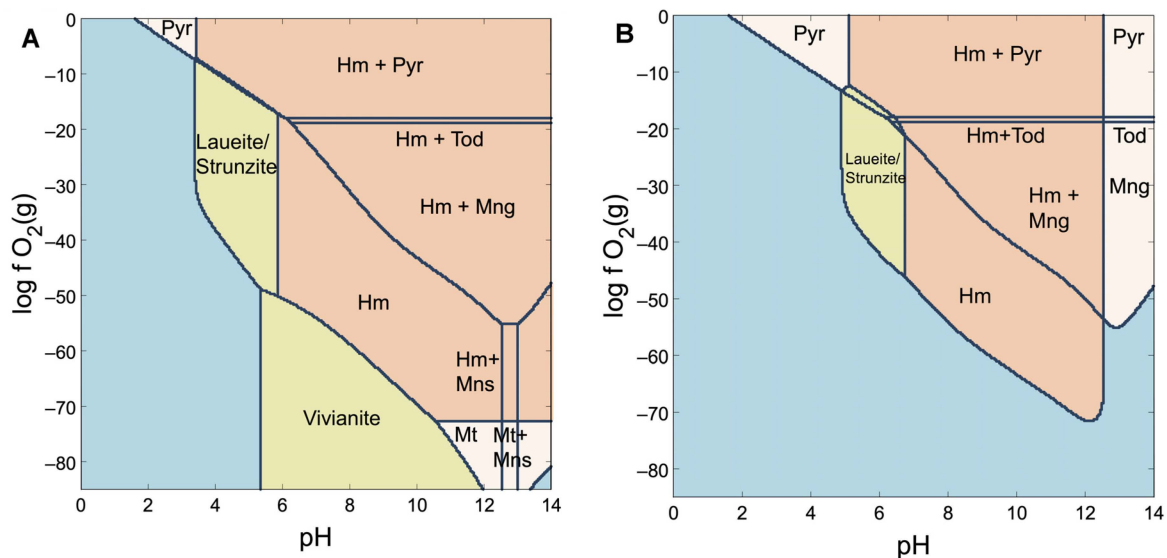 A
log f O2(g)
0
−10
−20
−30
−40
−50
−60
−70
−80
Pyr
Hm + Pyr
Hm + Tod
Laueite/
Strunzite
Hm + Mng
Hm
Hm+
Mns
Vivianite
Mt
Mt+
Mns
0 2 4 6 8 10 12 14
pH
B
log f O2(g)
0
−10
−20
−30
−40
−50
−60
−70
−80
Pyr
Hm + Pyr
Pyr
Hm+Tod
Tod
Laueite/
Strunzite
Hm +
Mng
Mng
Hm
0 2 4 6 8 10 12 14
pH